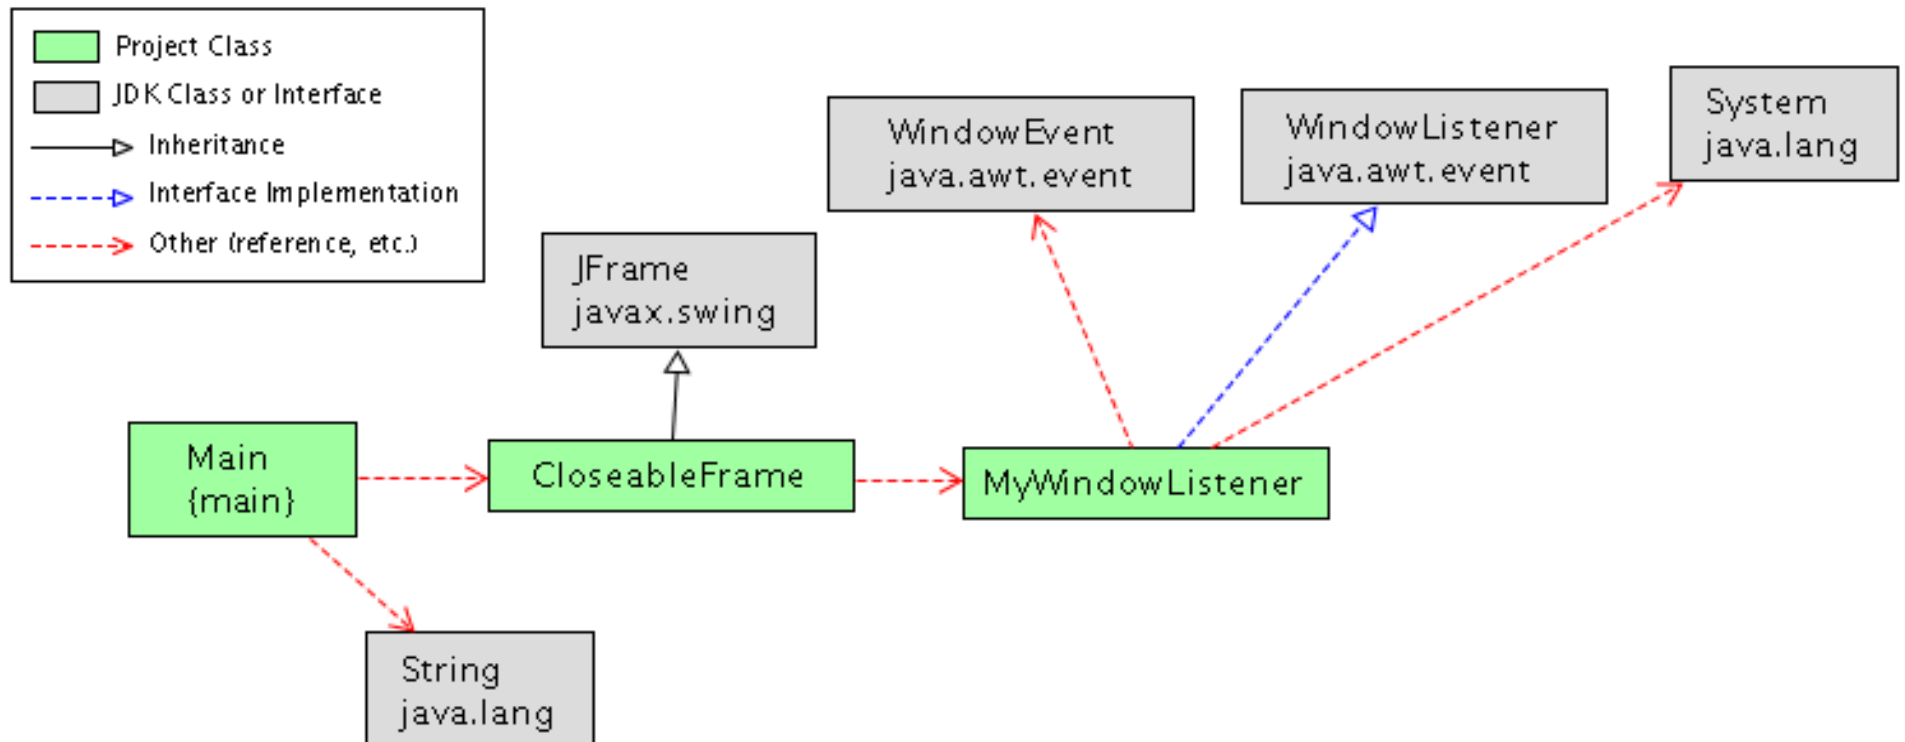 Project Class
JDK Class or Interface
Inheritance
Interface Implementation
Other (reference, etc.)
WindowEvent
java.awt.event
WindowListener
java.awt.event
System
java.lang
JFrame
javax.swing
Main
{main}
CloseableFrame
MyWindowListener
String
java.lang